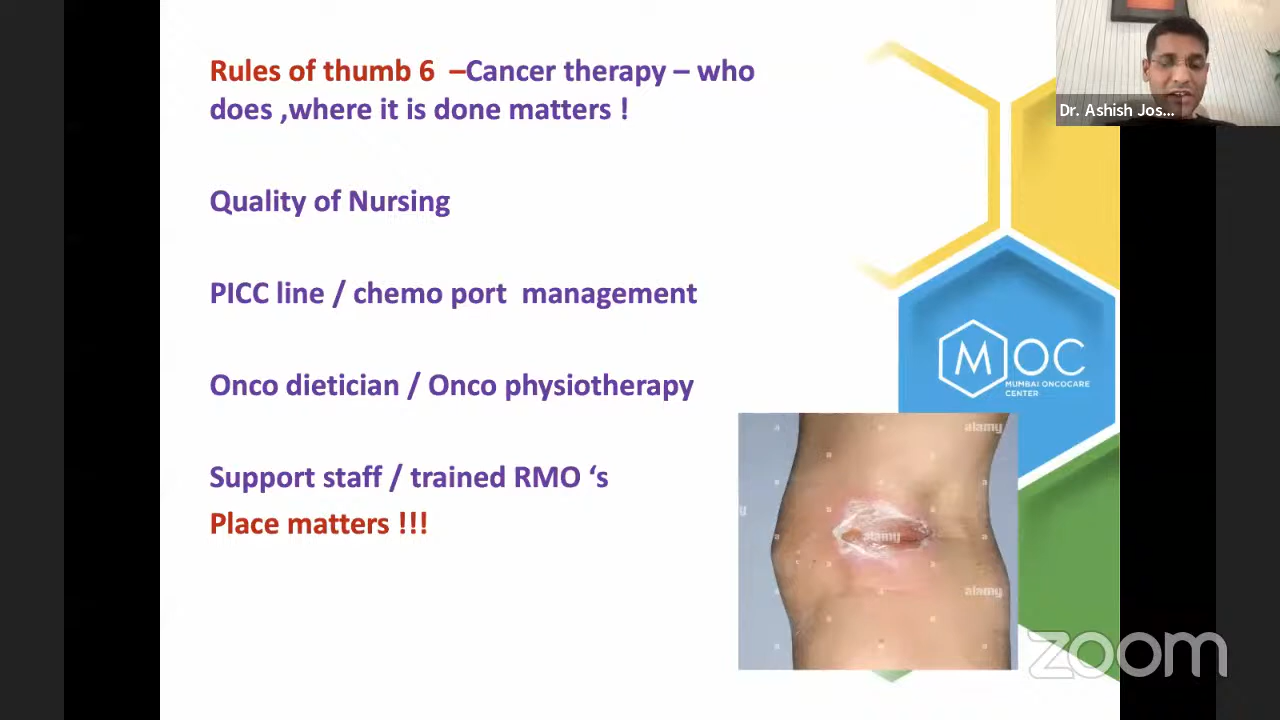 Rules of thumb 6 –Cancer therapy – who
does ,where it is done matters !
Quality of Nursing
PICC line / chemo port management
Onco dietician / Onco physiotherapy
Support staff / trained RMO ‘s
Place matters !!!
Dr. Ashish Jos...
MOC
MUMBAI ONCOCARE
CENTER
alamy
alamy
alamy
zoom